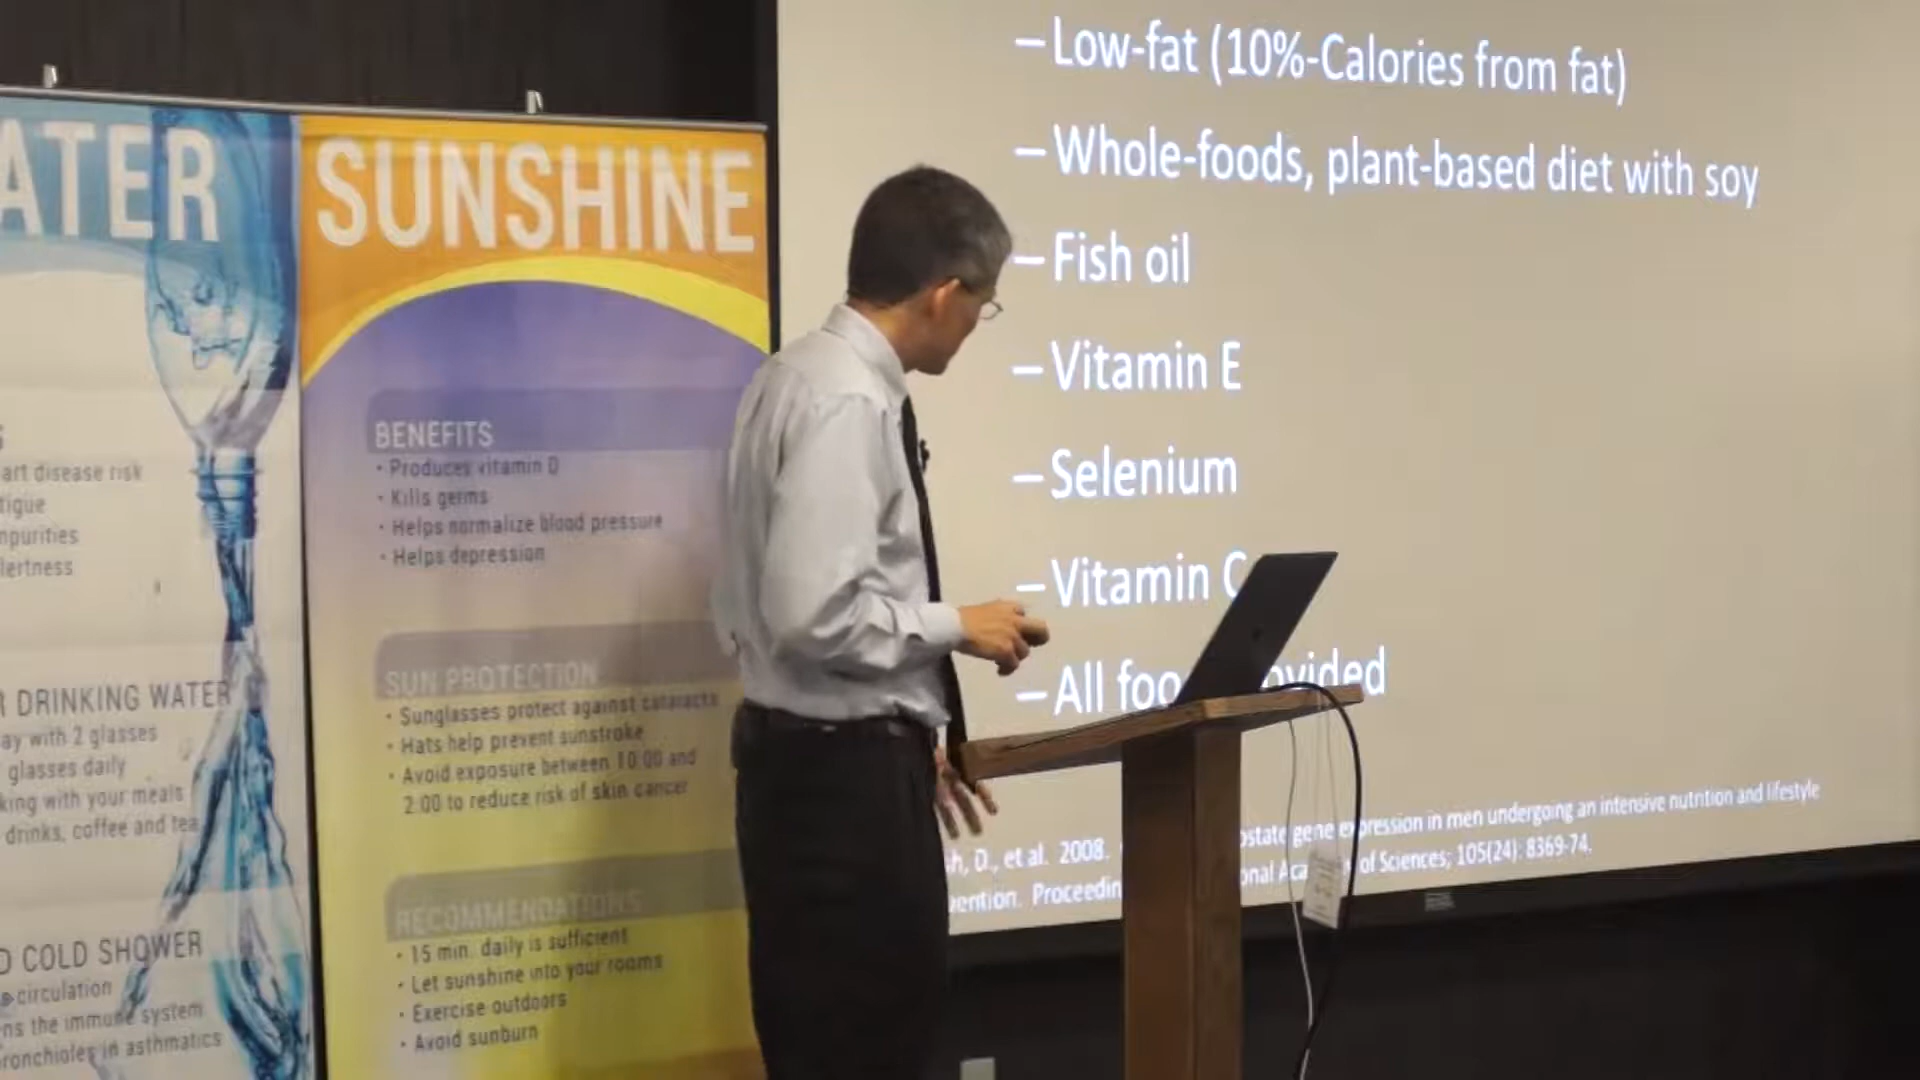 ATER
art disease risk
tigue
mpurities
lertness
R DRINKING WATER
ay with 2 glasses
glasses daily
king with your meals
drinks, coffee and tea
D COLD SHOWER
circulation
ns the immune system
bronchioles in asthmatics
SUNSHINE
BENEFITS
• Produces vitamin D
• Kills germs
• Helps normalize blood pressure
• Helps depression
SUN PROTECTION
• Sunglasses protect against cataracts
• Hats help prevent sunstroke
• Avoid exposure between 10:00 and
2:00 to reduce risk of skin cancer
RECOMMENDATIONS
• 15 min. daily is sufficient
• Let sunshine into your rooms
• Exercise outdoors
• Avoid sunburn
– Low-fat (10%-Calories from fat)
– Whole-foods, plant-based diet with soy
– Fish oil
– Vitamin E
– Selenium
– Vitamin C
– All foo ovided
sh, D., et al. 2008. ostate gene expression in men undergoing an intensive nutrition and lifestyle
vention. Proceedin onal Aca of Sciences; 105(24): 8369-74.